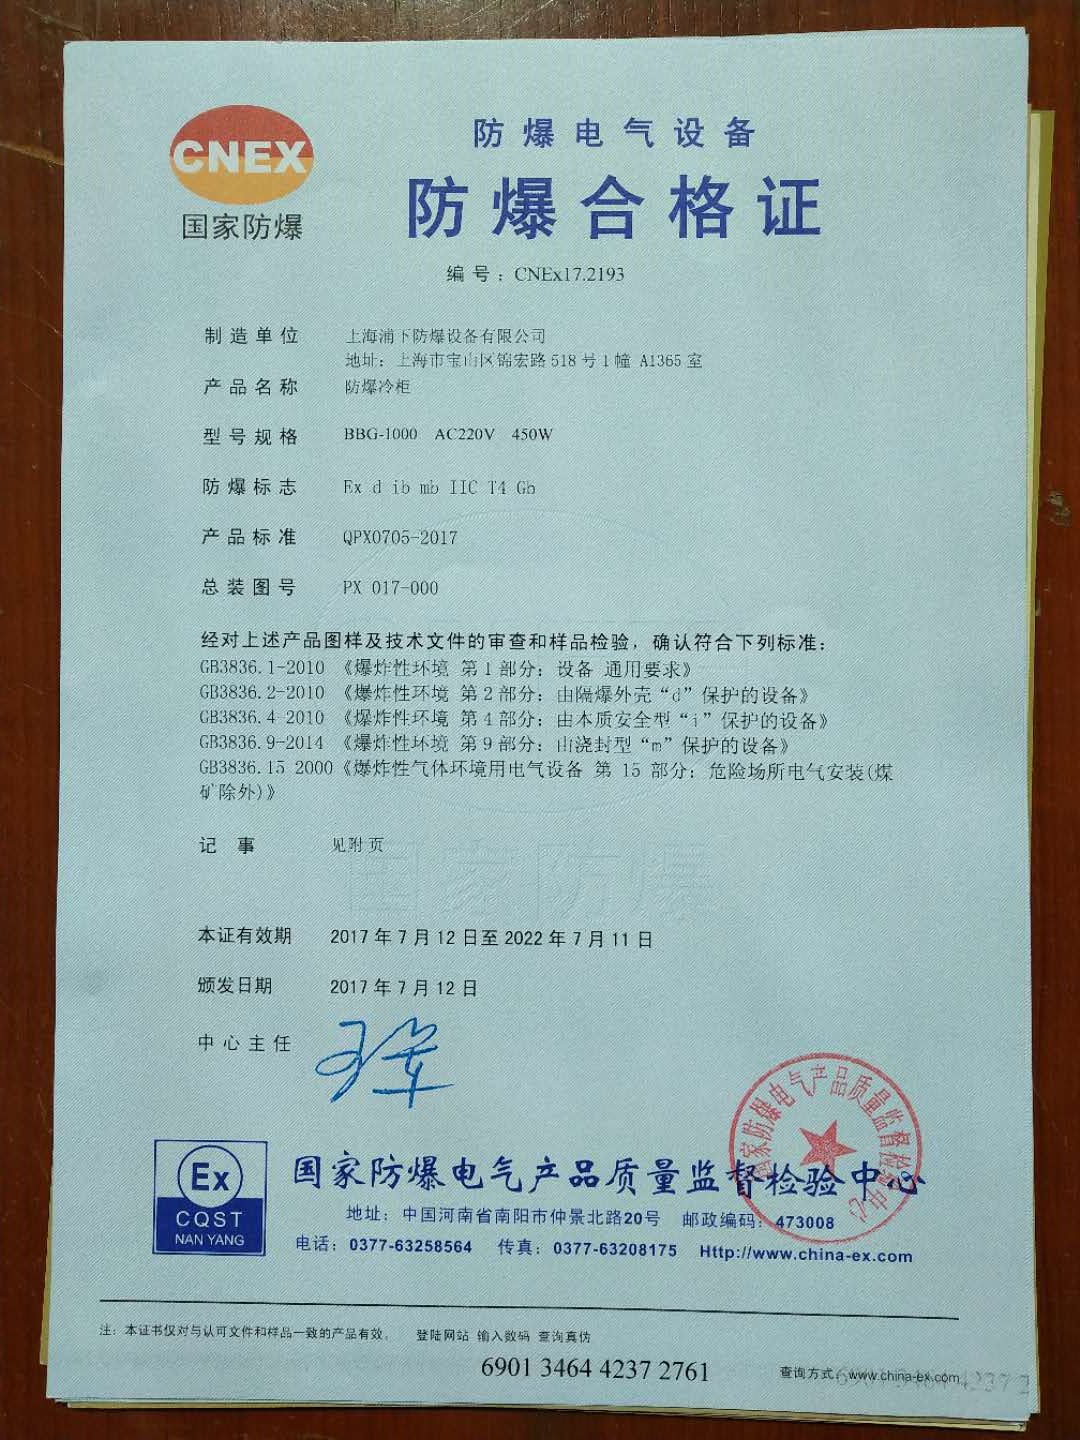 CNEX
国家防爆
防爆电气设备
防爆合格证
编号：CNEx17.2193
制造单位 上海浦下防爆设备有限公司
地址：上海市宝山区锦宏路518号1幢 A1365室
产品名称 防爆冷柜
型号规格 BBG-1000 AC220V 450W
防爆标志 Ex d ib mb IIC T4 Gb
产品标准 QPX0705-2017
总装图号 PX 017-000
经对上述产品图样及技术文件的审查和样品检验，确认符合下列标准：
GB3836.1-2010 《爆炸性环境 第1部分：设备 通用要求》
GB3836.2-2010 《爆炸性环境 第2部分：由隔爆外壳“d”保护的设备》
GB3836.4-2010 《爆炸性环境 第4部分：由本质安全型“i”保护的设备》
GB3836.9-2014 《爆炸性环境 第9部分：由浇封型“m”保护的设备》
GB3836.15 2000《爆炸性气体环境用电气设备 第15部分：危险场所电气安装(煤
矿除外)》
记事 见附页
国家防爆
本证有效期 2017年7月12日至2022年7月11日
颁发日期 2017年7月12日
中心主任
国家防爆电气产品质量监督检验中心
Ex
CQST
NAN YANG
国家防爆电气产品质量监督检验中心
地址：中国河南省南阳市仲景北路20号 邮政编码：473008
电话：0377-63258564 传真：0377-63208175 Http://www.china-ex.com
注：本证书仅对与认可文件和样品一致的产品有效。 登陆网站 输入数码 查询真伪
6901 3464 4237 2761
查询方式：www.china-ex.com